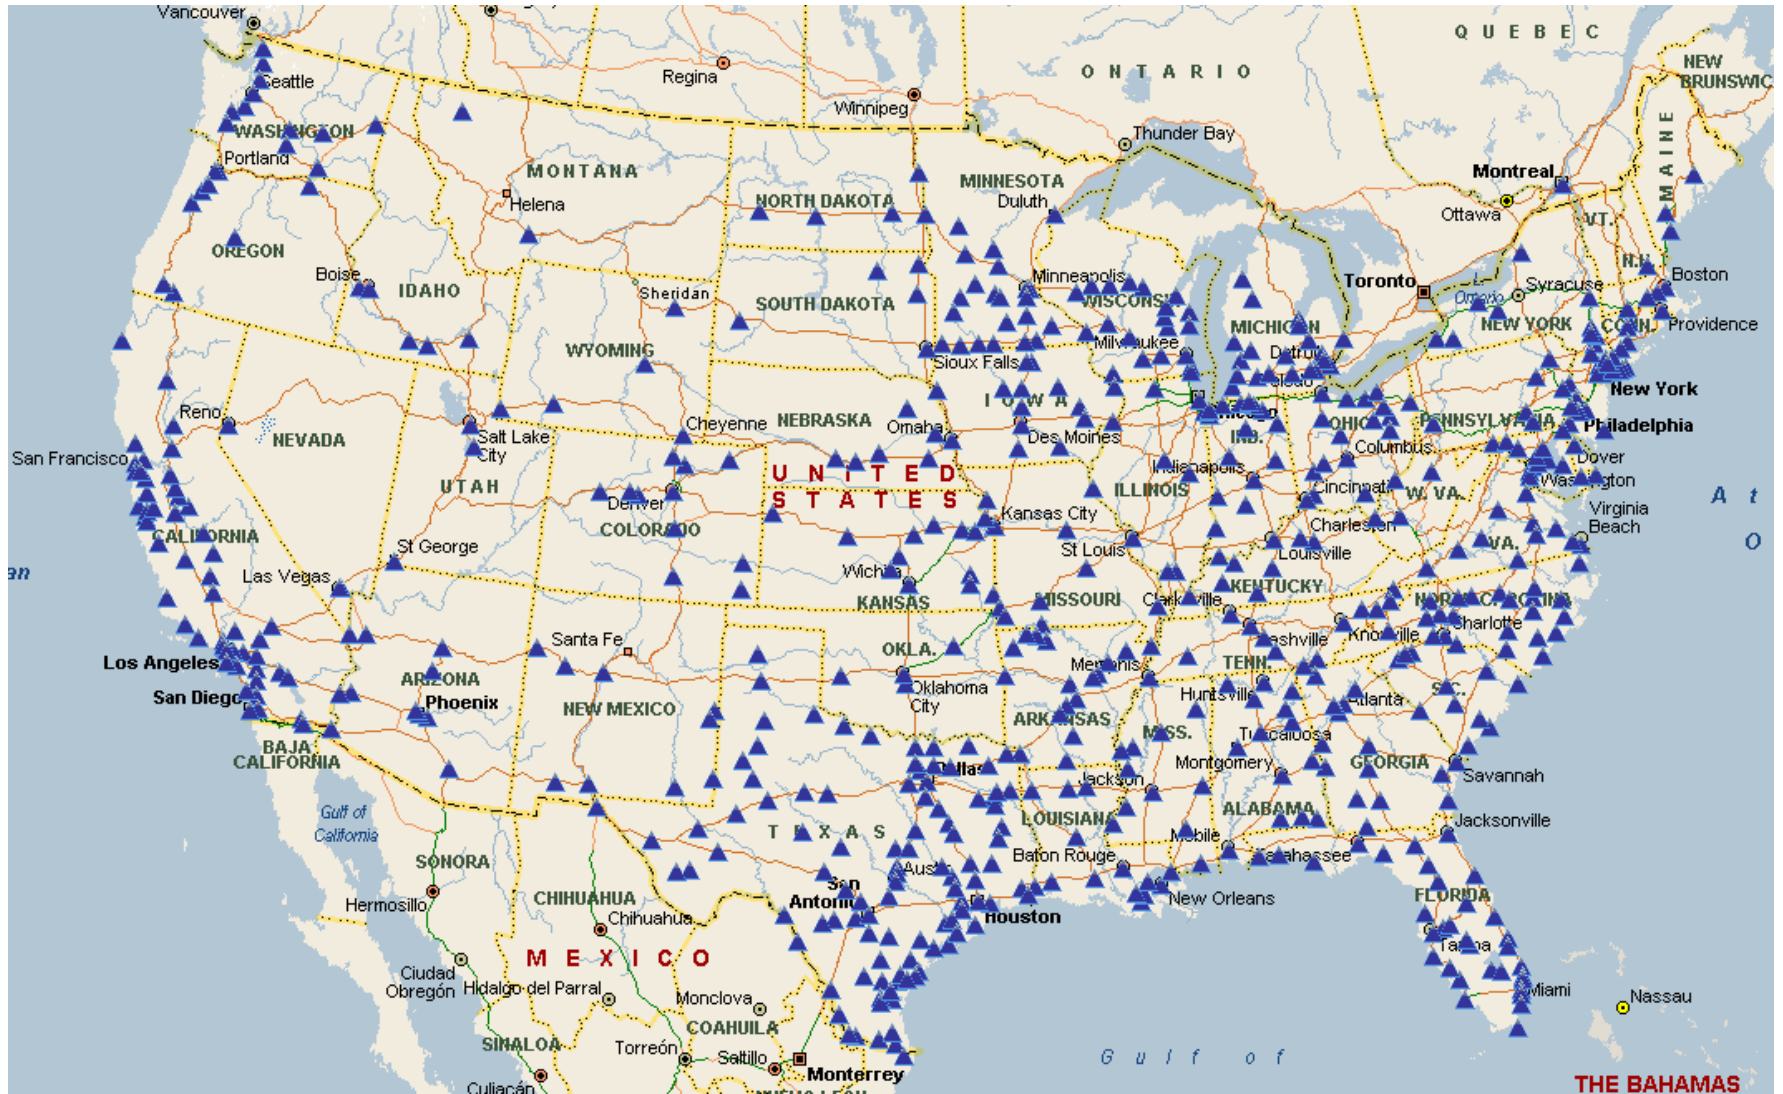 Vancouver
QUEBEC
NEW
BRUNSWIC
ONTARIO
Regina
Seattle
Winnipeg
WASHINGTON
Thunder Bay
MAINE
Portland
MONTANA
Montreal
MINNESOTA
Helena
NORTH DAKOTA
Duluth
Ottawa
VT.
OREGON
N.H.
Boise
IDAHO
Minneapolis
Toronto
Boston
Sheridan
SOUTH DAKOTA
WISCONSIN
L.
Ontario
Syracuse
NEW YORK
CONN.
Providence
MICHIGAN
WYOMING
Milwaukee
Detroit
Sioux Falls
Toledo
New York
IOWA
Reno
NEBRASKA
Omaha
Cheyenne
Des Moines
IND.
OHIO
PENNSYLVANIA
Philadelphia
NEVADA
Salt Lake
City
San Francisco
Columbus
Dover
UNITED
STATES
Indianapolis
UTAH
ILLINOIS
Cincinnati
W. VA.
Washington
At
Denver
Kansas City
Virginia
Beach
COLORADO
CALIFORNIA
St Louis
Charleston
Louisville
VA.
O
St George
an
Las Vegas
Wichita
KANSAS
MISSOURI
Clarksville
KENTUCKY
NORTH CAROLINA
Santa Fe
OKLA.
Nashville
Knoxville
Charlotte
Los Angeles
Memphis
TENN.
ARIZONA
San Diego
Phoenix
Oklahoma
City
NEW MEXICO
ARKANSAS
Huntsville
Atlanta
S.C.
MISS.
Tuscaloosa
BAJA
CALIFORNIA
Dallas
Jackson
Montgomery
GEORGIA
Savannah
Gulf of
California
TEXAS
LOUISIANA
ALABAMA
Jacksonville
Mobile
SONORA
Baton Rouge
Tallahassee
Austin
San
Antonio
CHIHUAHUA
Hermosillo
Chihuahua
Houston
New Orleans
FLORIDA
MEXICO
Tampa
Ciudad
Obregón
Hidalgo del Parral
Monclova
Miami
Nassau
COAHUILA
SINALOA
Torreón
Saltillo
Gulf of
Monterrey
Culiacán
THE BAHAMAS